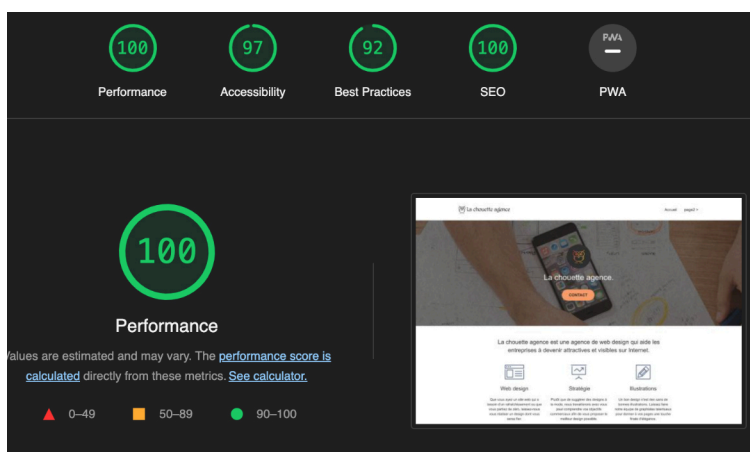 100 97 92 100 PWA
Performance Accessibility Best Practices SEO PWA
100
Performance
Values are estimated and may vary. The performance score is
calculated directly from these metrics. See calculator.
0–49 50–89 90–100
La chouette agence
Accueil page2
La chouette agence.
CONTACT
La chouette agence est une agence de web design qui aide les
entreprises à devenir attractives et visibles sur Internet.
Web design Stratégie Illustrations